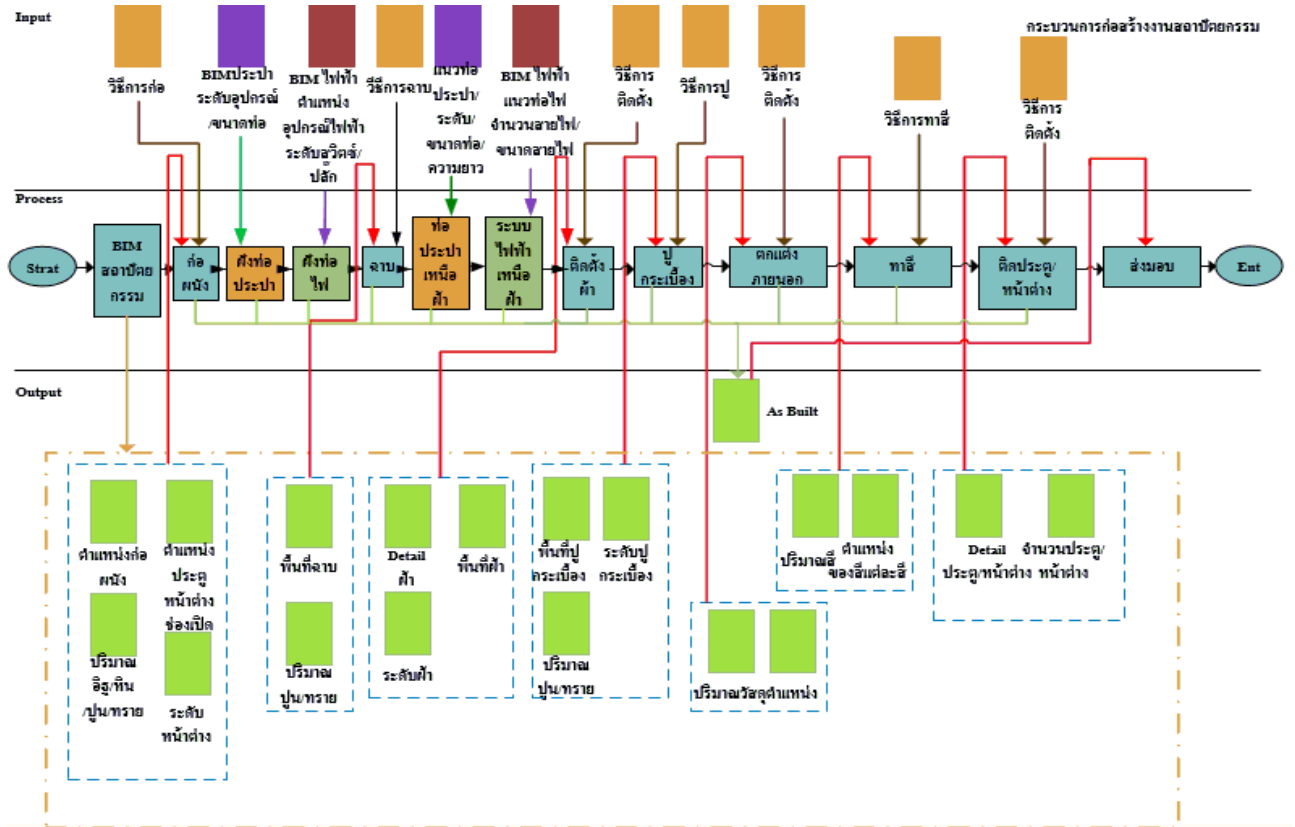 Input
กระบวนการก่อสร้างงานสถาปัตยกรรม
วิธีการก่อ
BIMประปา
ระดับอุปกรณ์
/ขนาดท่อ
BIM ไฟฟ้า
ตำแหน่ง
อุปกรณ์ไฟฟ้า
ระดับสวิตซ์/
ปลั๊ก
วิธีการฉาบ
แนวท่อ
ประปา/
ระดับ/
ขนาดท่อ/
ความยาว
BIM ไฟฟ้า
แนวท่อไฟ
จำนวนสายไฟ/
ขนาดสายไฟ
วิธีการ
ติดตั้ง
วิธีการปู
วิธีการ
ติดตั้ง
วิธีการทาสี
วิธีการ
ติดตั้ง
Process
Strat
BIM
สถาปัตย
กรรม
ก่อ
ผนัง
ฝังท่อ
ประปา
ฝังท่อ
ไฟ
ฉาบ
ท่อ
ประปา
เหนือ
ฝ้า
ระบบ
ไฟฟ้า
เหนือ
ฝ้า
ติดตั้ง
ฝ้า
ปู
กระเบื้อง
ตกแต่ง
ภายนอก
ทาสี
ติดประตู/
หน้าต่าง
ส่งมอบ
Ent
Output
As Built
ตำแหน่งก่อ
ผนัง
ตำแหน่ง
ประตู
หน้าต่าง
ช่องเปิด
ปริมาณ
อิฐ/หิน
/ปูน/ทราย
ระดับ
หน้าต่าง
พื้นที่ฉาบ
ปริมาณ
ปูน/ทราย
Detail
ฝ้า
พื้นที่ฝ้า
ระดับฝ้า
พื้นที่ปู
กระเบื้อง
ระดับปู
กระเบื้อง
ปริมาณ
ปูน/ทราย
ปริมาณวัสดุ
ตำแหน่ง
ปริมาณสี
ตำแหน่ง
ของสีแต่ละสี
Detail
ประตู/หน้าต่าง
จำนวนประตู/
หน้าต่าง